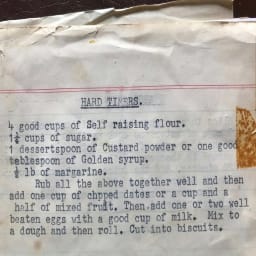 HARD TIMERS.
4 good cups of Self raising flour.
1½ cups of sugar.
1 dessertspoon of Custard powder or one good
tablespoon of Golden syrup.
½ lb of margarine.
Rub all the above together well and then
add one cup of chpped dates or a cup and a
half of mixed fruit. Then add one or two well
beaten eggs with a good cup of milk. Mix to
a dough and then roll. Cut into biscuits.